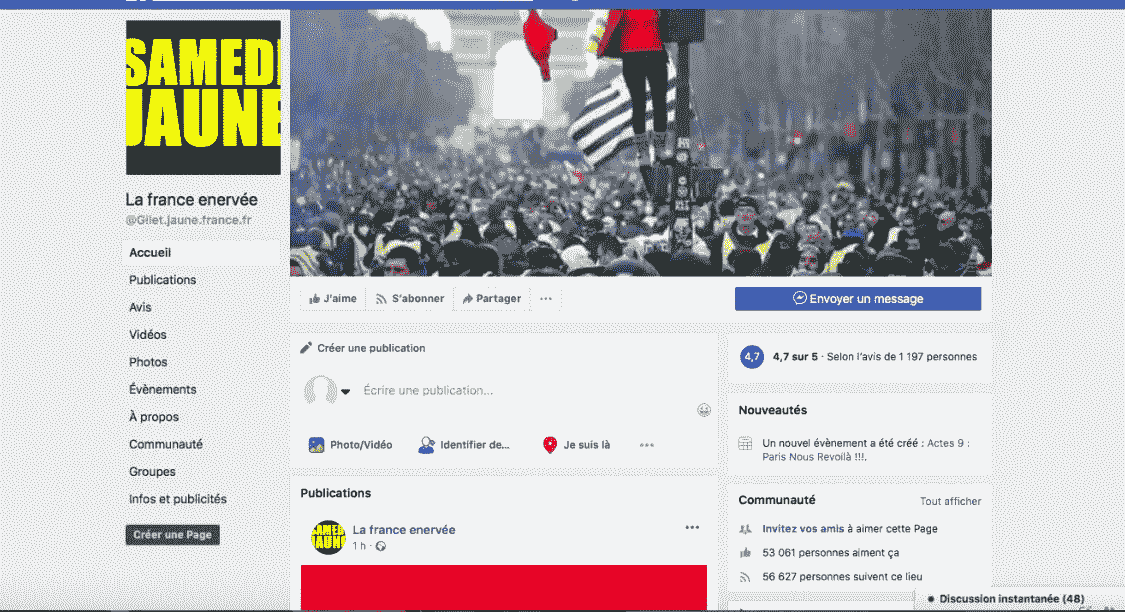 SAMEDI
JAUNE
La france enervée
@Gilet.jaune.france.fr
Accueil
Publications
Avis
Vidéos
Photos
Évènements
À propos
Communauté
Groupes
Infos et publicités
Créer une Page
J'aime
S'abonner
Partager
Envoyer un message
Créer une publication
Écrire une publication...
Photo/Vidéo
Identifier de...
Je suis là
Publications
La france enervée
1 h
4,7
4,7 sur 5 · Selon l'avis de 1 197 personnes
Nouveautés
Un nouvel évènement a été créé : Actes 9 :
Paris Nous Revoilà !!!.
Communauté
Tout afficher
Invitez vos amis à aimer cette Page
53 061 personnes aiment ça
56 627 personnes suivent ce lieu
Discussion instantanée (48)